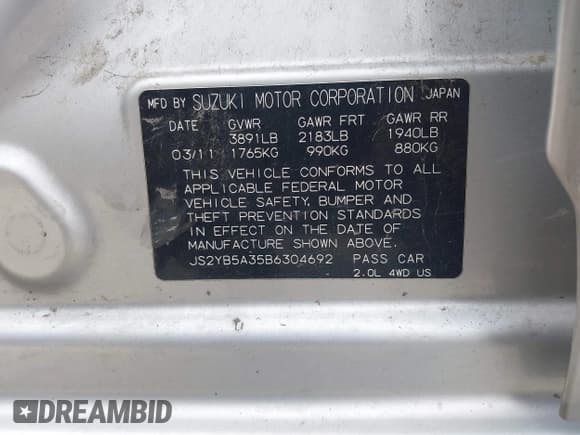 MFD BY SUZUKI MOTOR CORPORATION JAPAN
DATE GVWR GAWR FRT GAWR RR
3891LB 2183LB 1940LB
03/11 1765KG 990KG 880KG
THIS VEHICLE CONFORMS TO ALL
APPLICABLE FEDERAL MOTOR
VEHICLE SAFETY, BUMPER AND
THEFT PREVENTION STANDARDS
IN EFFECT ON THE DATE OF
MANUFACTURE SHOWN ABOVE.
JS2YB5A35B6304692 PASS CAR
2.0L 4WD US
DREAMBID